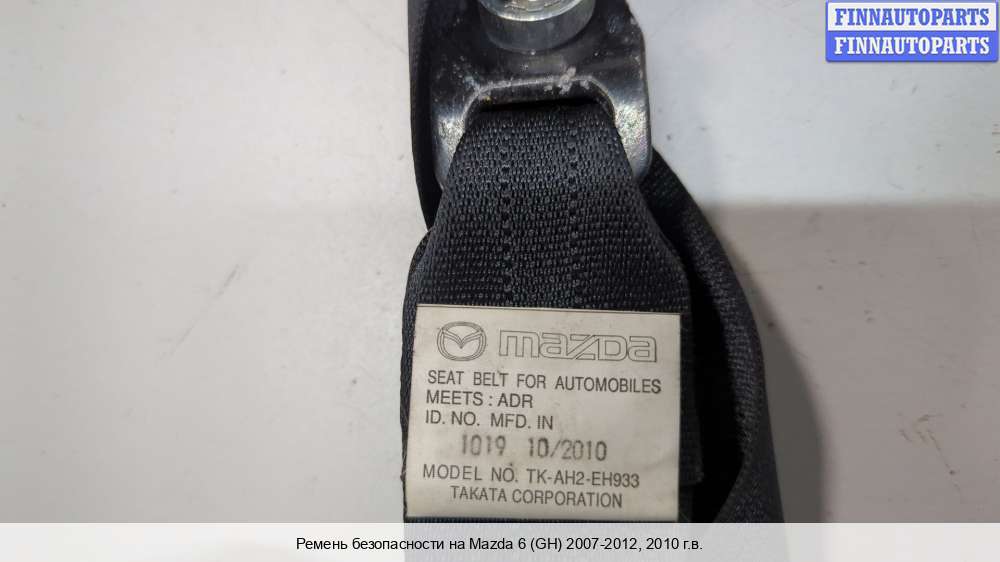 FINNAUTOPARTS
FINNAUTOPARTS
mazda
SEAT BELT FOR AUTOMOBILES
MEETS : ADR
ID. NO. MFD. IN
1019 10/2010
MODEL NO. TK-AH2-EH933
TAKATA CORPORATION
Ремень безопасности на Mazda 6 (GH) 2007-2012, 2010 г.в.